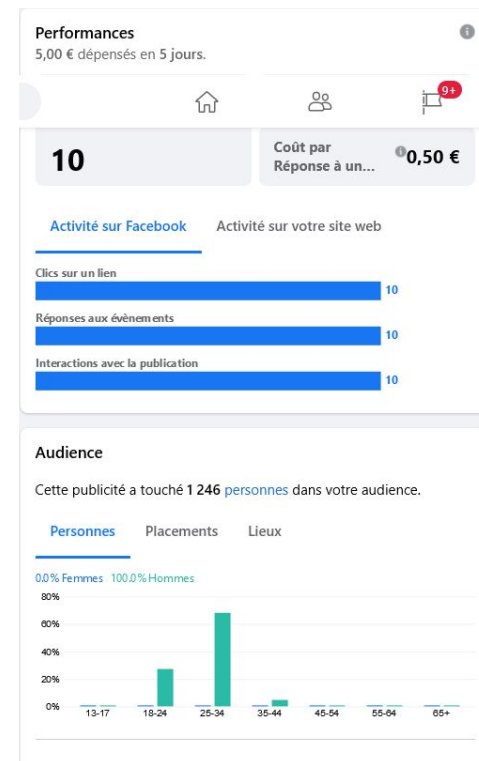 Performances
5,00 € dépensés en 5 jours.
9+
10
Coût par
Réponse à un...
0,50 €
Activité sur Facebook Activité sur votre site web
Clics sur un lien
10
Réponses aux évènements
10
Interactions avec la publication
10
Audience
Cette publicité a touché 1 246 personnes dans votre audience.
Personnes Placements Lieux
0.0% Femmes 100.0% Hommes
80%
60%
40%
20%
0%
13-17 18-24 25-34 35-44 45-54 55-64 65+